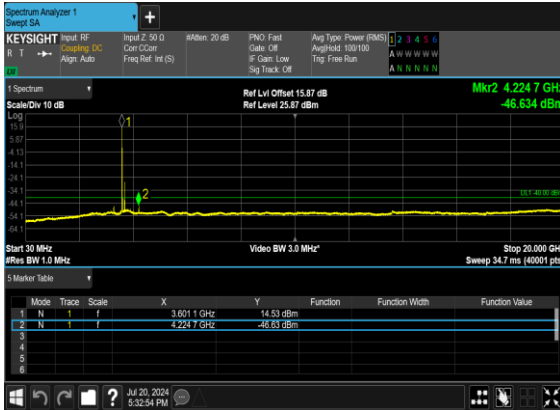 Spectrum Analyzer 1
Swept SA
KEYSIGHT Input: RF Input Z: 50 Ω #Atten: 20 dB PNO: Fast Avg Type: Power (RMS) 1 2 3 4 5 6
R T Coupling: DC Corr CCorr Gate: Off Avg|Hold: 100/100 A W W W W W
Align: Auto Freq Ref: Int (S) IF Gain: Low Trig: Free Run
Sig Track: Off A N N N N N
1 Spectrum
Ref Lvl Offset 15.87 dB Mkr2 4.224 7 GHz
Scale/Div 10 dB Ref Level 25.87 dBm -46.634 dBm
Log
15.9
5.87
-4.13
-14.1
-24.1
-34.1
-44.1
-54.1
-64.1
1
2
DL1 -40.00 dBm
Start 30 MHz Video BW 3.0 MHz* Stop 20.000 GHz
#Res BW 1.0 MHz Sweep 34.7 ms (40001 pts)
5 Marker Table
Mode Trace Scale X Y Function Function Width Function Value
1 N 1 f 3.601 1 GHz 14.53 dBm
2 N 1 f 4.224 7 GHz -46.63 dBm
3
4
5
6
Jul 20, 2024
5:32:54 PM